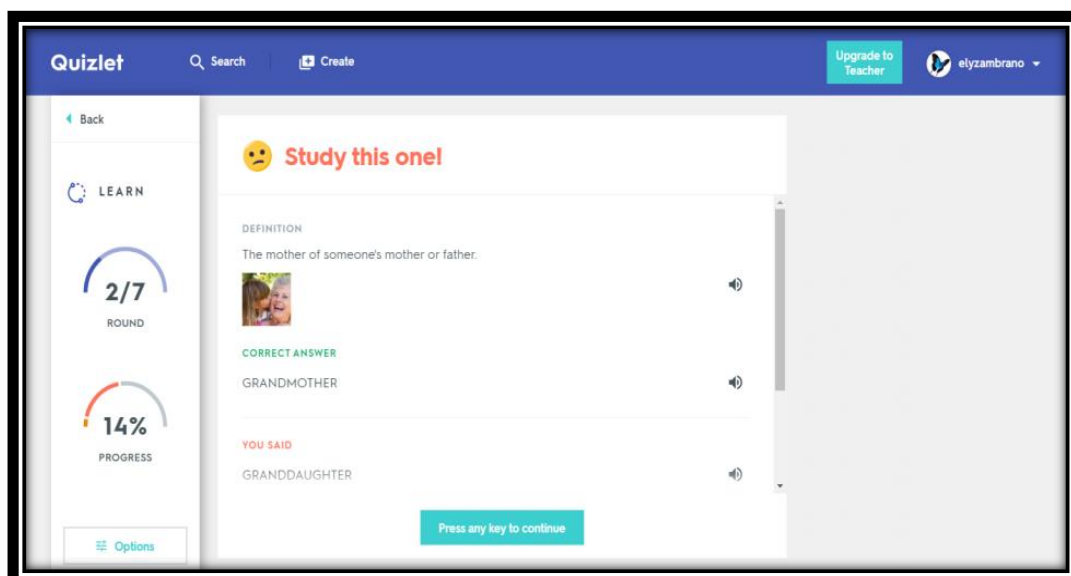 Quizlet
Search
Create
Upgrade to
Teacher
elyzambrano
Back
LEARN
2/7
ROUND
14%
PROGRESS
Options
Study this one!
DEFINITION
The mother of someone's mother or father.
CORRECT ANSWER
GRANDMOTHER
YOU SAID
GRANDDAUGHTER
Press any key to continue